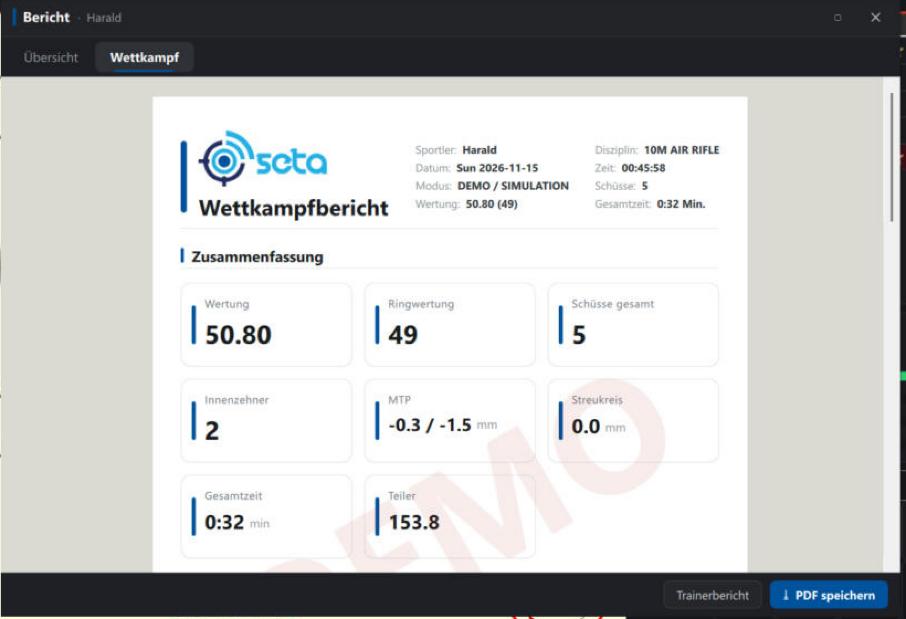 Bericht · Harald
Übersicht
Wettkampf
seta
Wettkampfbericht
Sportler: Harald
Datum: Sun 2026-11-15
Modus: DEMO / SIMULATION
Wertung: 50.80 (49)
Disziplin: 10M AIR RIFLE
Zeit: 00:45:58
Schüsse: 5
Gesamtzeit: 0:32 Min.
Zusammenfassung
Wertung
50.80
Ringwertung
49
Schüsse gesamt
5
Innenzehner
2
MTP
-0.3 / -1.5 mm
Streukreis
0.0 mm
Gesamtzeit
0:32 min
Teiler
153.8
DEMO
Trainerbericht
PDF speichern